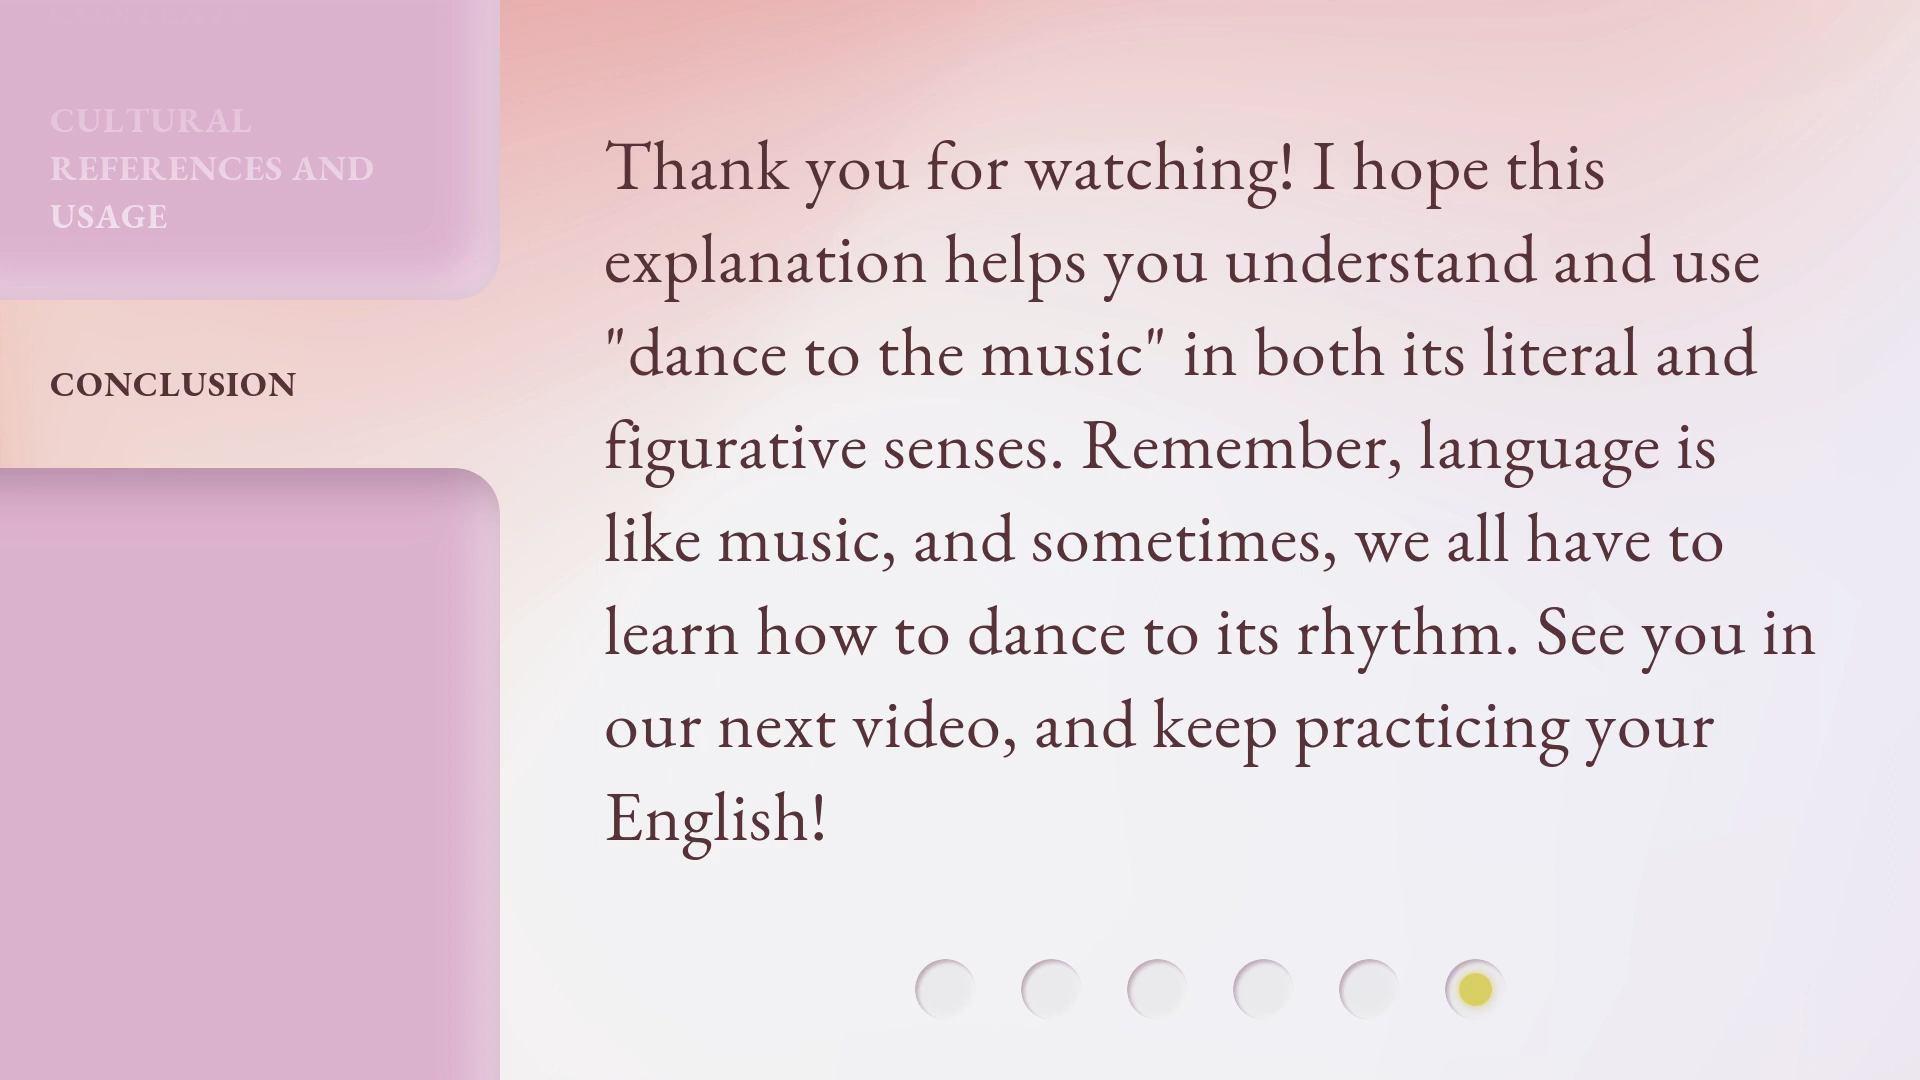 CULTURAL
REFERENCES AND
USAGE
CONCLUSION
Thank you for watching! I hope this
explanation helps you understand and use
"dance to the music" in both its literal and
figurative senses. Remember, language is
like music, and sometimes, we all have to
learn how to dance to its rhythm. See you in
our next video, and keep practicing your
English!